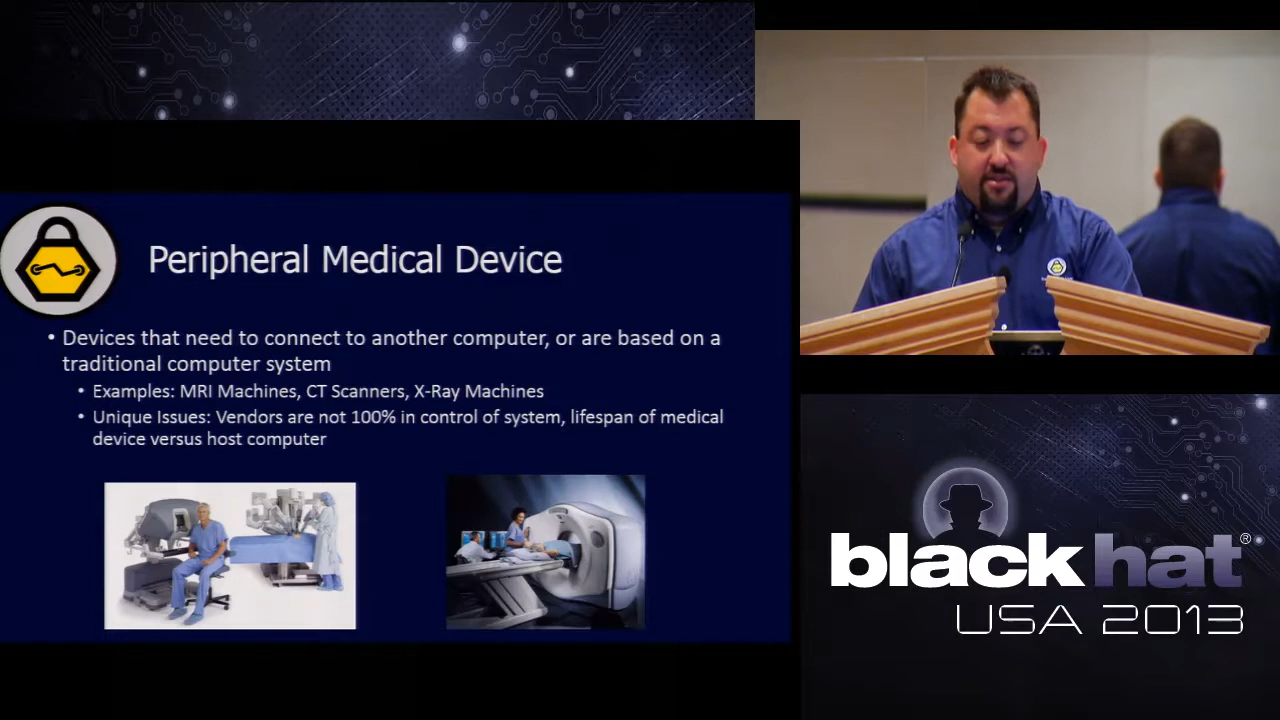 Peripheral Medical Device
• Devices that need to connect to another computer, or are based on a
traditional computer system
• Examples: MRI Machines, CT Scanners, X-Ray Machines
• Unique Issues: Vendors are not 100% in control of system, lifespan of medical
device versus host computer
blackhat®
USA 2013